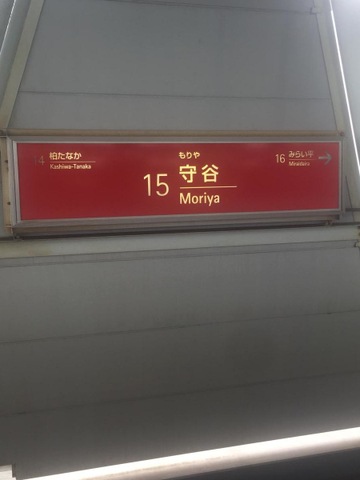 14 柏たなか
Kashiwa-Tanaka
もりや
15 守谷
Moriya
16 みらい平
Miraidaira